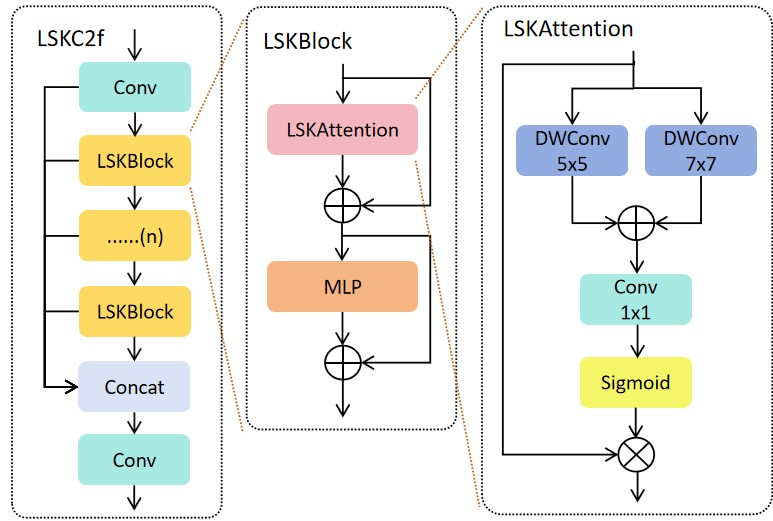 LSKC2f
Conv
LSKBlock
......(n)
LSKBlock
Concat
Conv
LSKBlock
LSKAttention
MLP
LSKAttention
DWConv
5x5
DWConv
7x7
Conv
1x1
Sigmoid